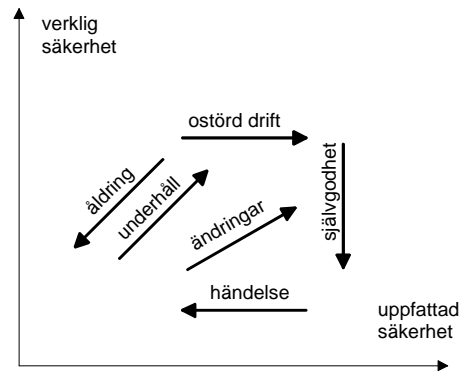 verklig
säkerhet
ostörd drift
åldring
underhåll
ändringar
självgodhet
händelse
uppfattad
säkerhet